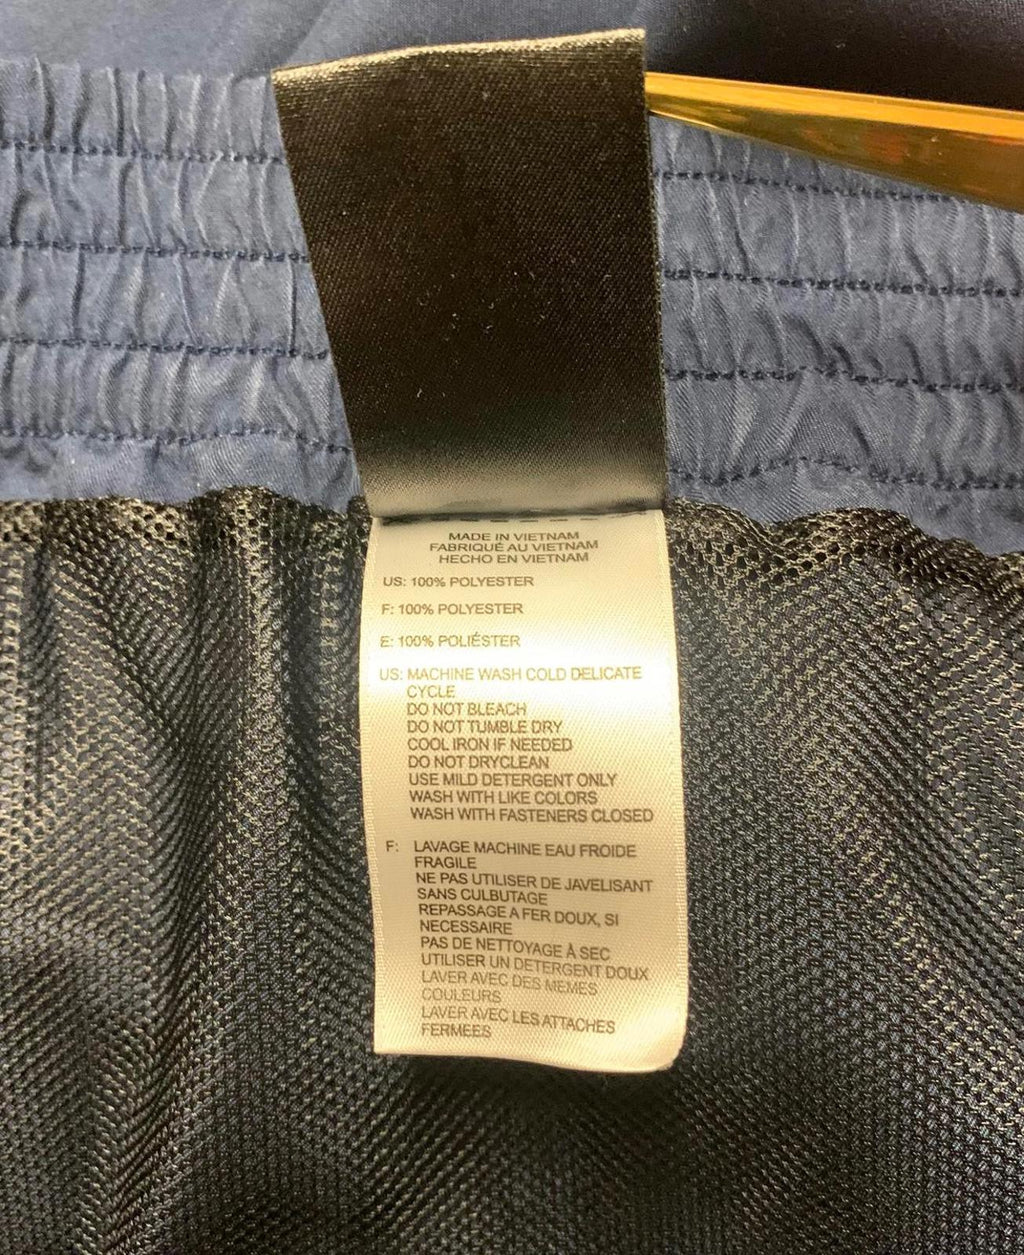 MADE IN VIETNAM
FABRIQUÉ AU VIETNAM
HECHO EN VIETNAM
US: 100% POLYESTER
F: 100% POLYESTER
E: 100% POLIÉSTER
US: MACHINE WASH COLD DELICATE
CYCLE
DO NOT BLEACH
DO NOT TUMBLE DRY
COOL IRON IF NEEDED
DO NOT DRYCLEAN
USE MILD DETERGENT ONLY
WASH WITH LIKE COLORS
WASH WITH FASTENERS CLOSED
F: LAVAGE MACHINE EAU FROIDE
FRAGILE
NE PAS UTILISER DE JAVELISANT
SANS CULBUTAGE
REPASSAGE A FER DOUX, SI
NECESSAIRE
PAS DE NETTOYAGE À SEC
UTILISER UN DETERGENT DOUX
LAVER AVEC DES MEMES
COULEURS
LAVER AVEC LES ATTACHES
FERMEES